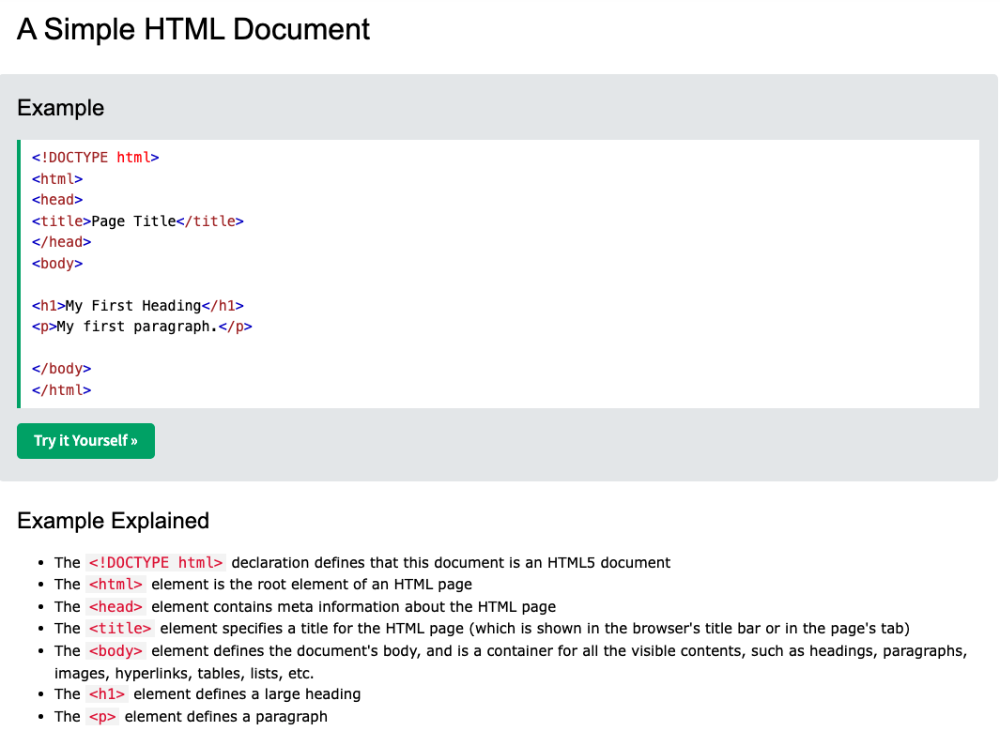 A Simple HTML Document
Example
<!DOCTYPE html>
<html>
<head>
<title>Page Title</title>
</head>
<body>
<h1>My First Heading</h1>
<p>My first paragraph.</p>
</body>
</html>
Try it Yourself »
Example Explained
• The <!DOCTYPE html> declaration defines that this document is an HTML5 document
• The <html> element is the root element of an HTML page
• The <head> element contains meta information about the HTML page
• The <title> element specifies a title for the HTML page (which is shown in the browser's title bar or in the page's tab)
• The <body> element defines the document's body, and is a container for all the visible contents, such as headings, paragraphs,
images, hyperlinks, tables, lists, etc.
• The <h1> element defines a large heading
• The <p> element defines a paragraph